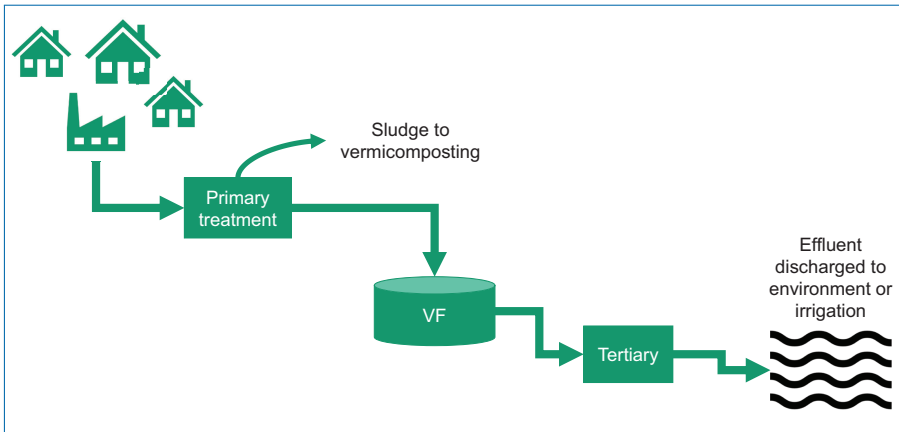 Sludge to
vermicomposting
Primary
treatment
VF
Tertiary
Effluent
discharged to
environment or
irrigation